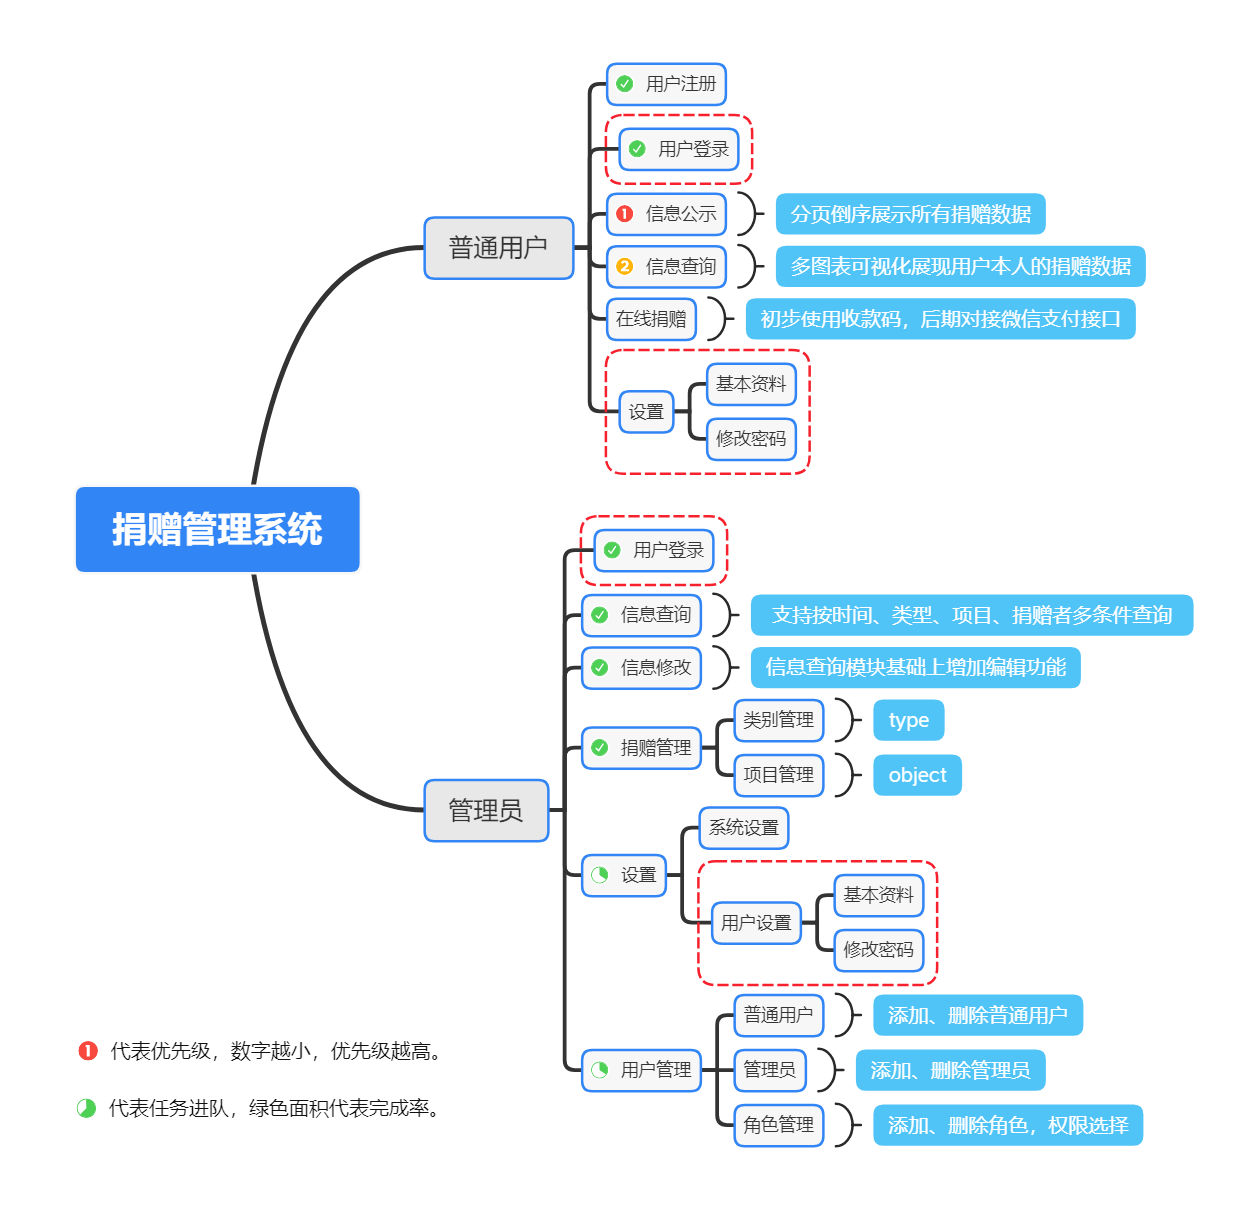 捐赠管理系统
普通用户
用户注册
用户登录
1 信息公示
分页倒序展示所有捐赠数据
2 信息查询
多图表可视化展现用户本人的捐赠数据
在线捐赠
初步使用收款码，后期对接微信支付接口
设置
基本资料
修改密码
管理员
用户登录
信息查询
支持按时间、类型、项目、捐赠者多条件查询
信息修改
信息查询模块基础上增加编辑功能
捐赠管理
类别管理
type
项目管理
object
设置
系统设置
用户设置
基本资料
修改密码
用户管理
普通用户
添加、删除普通用户
管理员
添加、删除管理员
角色管理
添加、删除角色，权限选择
1 代表优先级，数字越小，优先级越高。
代表任务进队，绿色面积代表完成率。